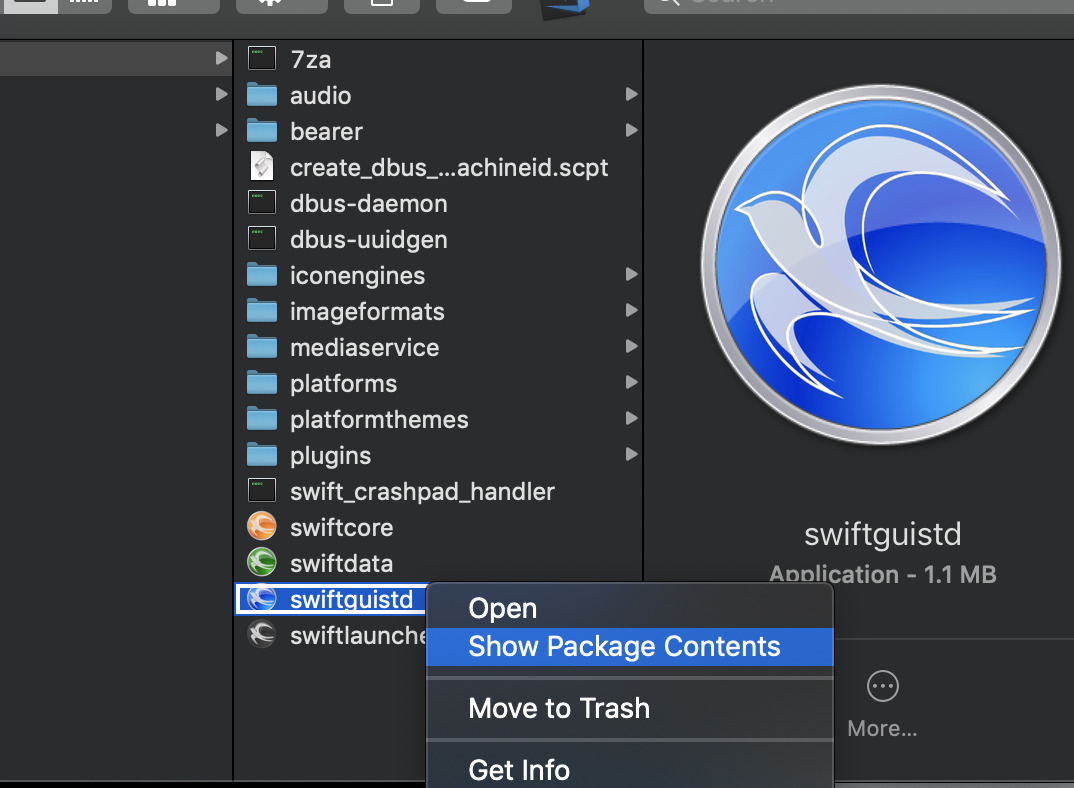 Search
7za
audio
bearer
create_dbus_...achineid.scpt
dbus-daemon
dbus-uuidgen
iconengines
imageformats
mediaservice
platforms
platformthemes
plugins
swift_crashpad_handler
swiftcore
swiftdata
swiftguistd
swiftlaunche
Open
Show Package Contents
Move to Trash
Get Info
swiftguistd
Application - 1.1 MB
More...